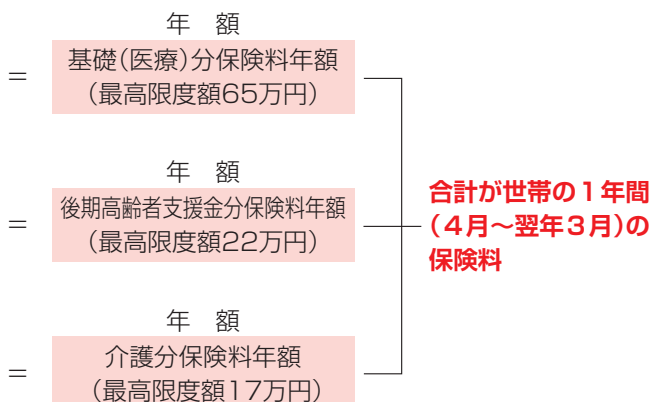 年　額
＝
基礎（医療）分保険料年額
（最高限度額65万円）
年　額
＝
後期高齢者支援金分保険料年額
（最高限度額22万円）
年　額
＝
介護分保険料年額
（最高限度額17万円）
合計が世帯の１年間
（４月～翌年３月）の
保険料